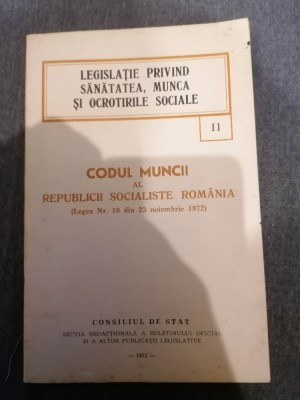 LEGISLAȚIE PRIVIND
SĂNĂTATEA, MUNCA
ȘI OCROTIRILE SOCIALE
11
CODUL MUNCII
AL
REPUBLICII SOCIALISTE ROMÂNIA
(Legea Nr. 10 din 23 noiembrie 1972)
CONSILIUL DE STAT
SECȚIA REDACȚIONALĂ A BULETINULUI OFICIAL
ȘI A ALTOR PUBLICAȚII LEGISLATIVE
— 1972 —